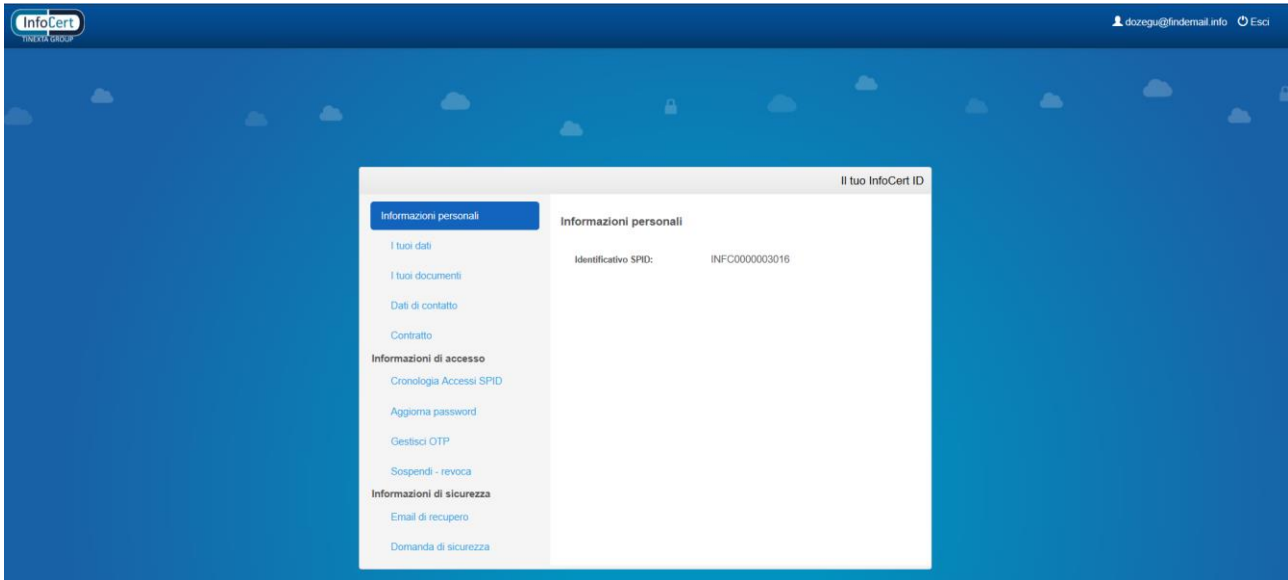 InfoCert
TINEXTA GROUP
dozegu@findemail.info Esci
Il tuo InfoCert ID
Informazioni personali
I tuoi dati
I tuoi documenti
Dati di contatto
Contratto
Informazioni di accesso
Cronologia Accessi SPID
Aggiorna password
Gestisci OTP
Sospendi - revoca
Informazioni di sicurezza
Email di recupero
Domanda di sicurezza
Informazioni personali
Identificativo SPID: INFC0000003016